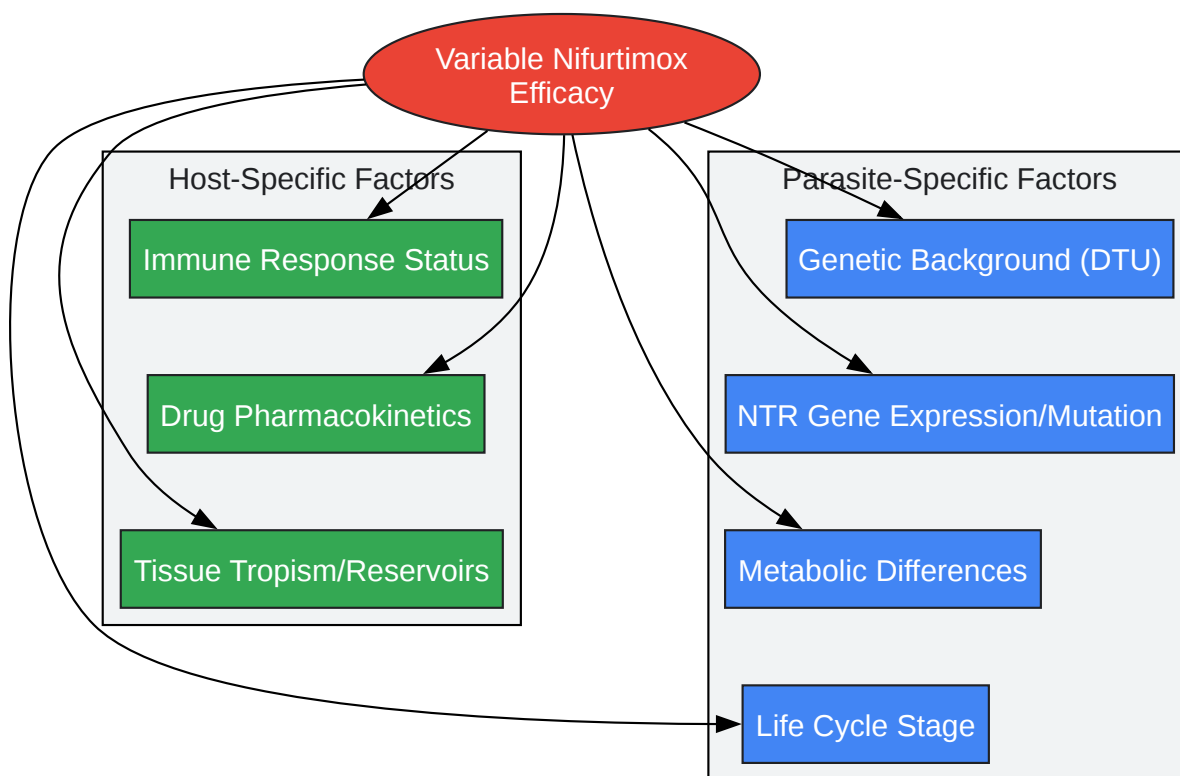 Variable Nifurtimox
Efficacy
Host-Specific Factors
Immune Response Status
Drug Pharmacokinetics
Tissue Tropism/Reservoirs
Parasite-Specific Factors
Genetic Background (DTU)
NTR Gene Expression/Mutation
Metabolic Differences
Life Cycle Stage